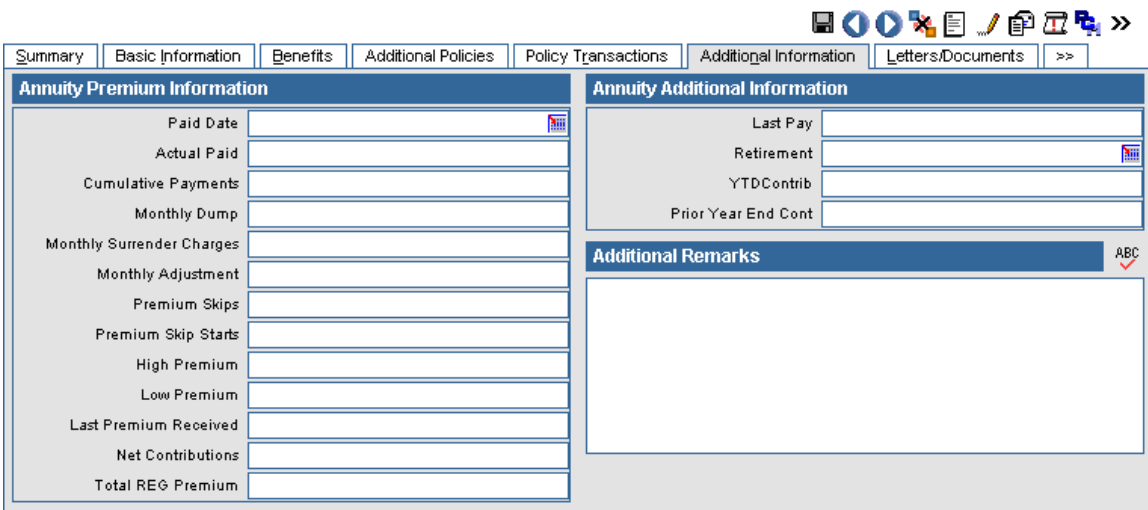 Summary
Basic Information
Benefits
Additional Policies
Policy Transactions
Additional Information
Letters/Documents
>>
Annuity Premium Information
Paid Date
Actual Paid
Cumulative Payments
Monthly Dump
Monthly Surrender Charges
Monthly Adjustment
Premium Skips
Premium Skip Starts
High Premium
Low Premium
Last Premium Received
Net Contributions
Total REG Premium
Annuity Additional Information
Last Pay
Retirement
YTDContrib
Prior Year End Cont
Additional Remarks
ABC